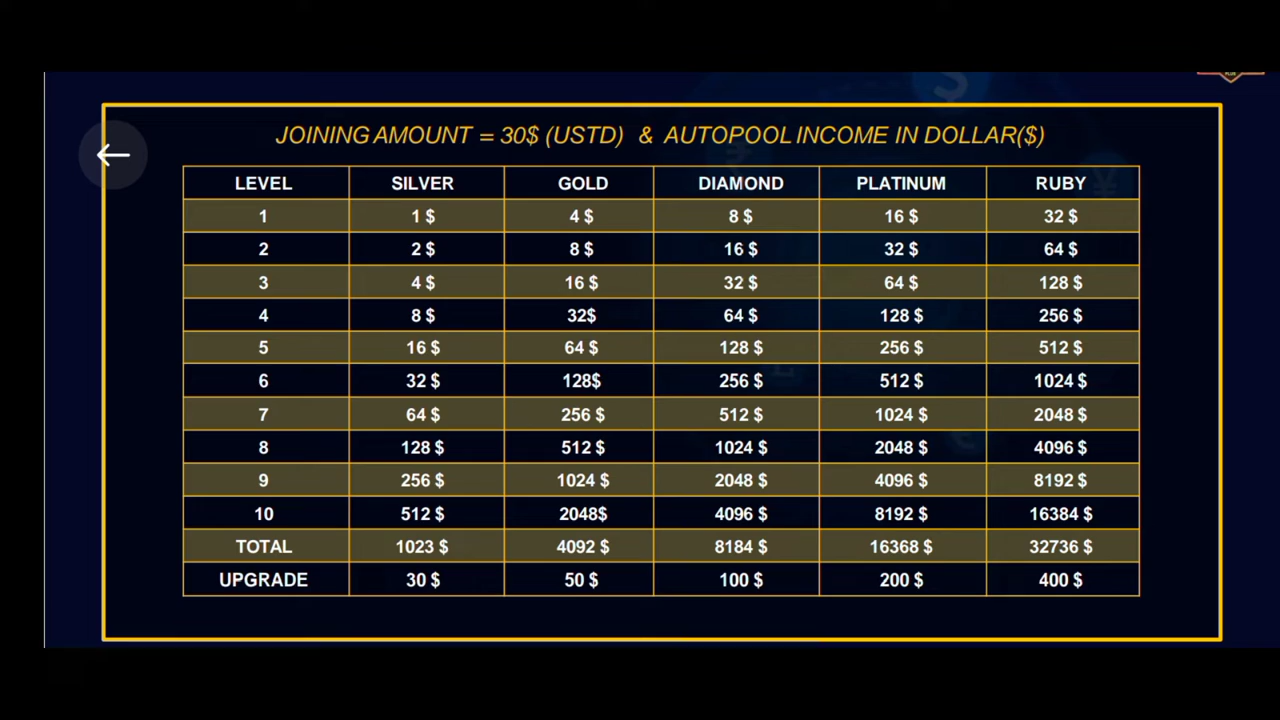 PLUS
JOINING AMOUNT = 30$ (USTD) & AUTOPOOL INCOME IN DOLLAR($)
LEVEL SILVER GOLD DIAMOND PLATINUM RUBY
1 1 $ 4 $ 8 $ 16 $ 32 $
2 2 $ 8 $ 16 $ 32 $ 64 $
3 4 $ 16 $ 32 $ 64 $ 128 $
4 8 $ 32$ 64 $ 128 $ 256 $
5 16 $ 64 $ 128 $ 256 $ 512 $
6 32 $ 128$ 256 $ 512 $ 1024 $
7 64 $ 256 $ 512 $ 1024 $ 2048 $
8 128 $ 512 $ 1024 $ 2048 $ 4096 $
9 256 $ 1024 $ 2048 $ 4096 $ 8192 $
10 512 $ 2048$ 4096 $ 8192 $ 16384 $
TOTAL 1023 $ 4092 $ 8184 $ 16368 $ 32736 $
UPGRADE 30 $ 50 $ 100 $ 200 $ 400 $